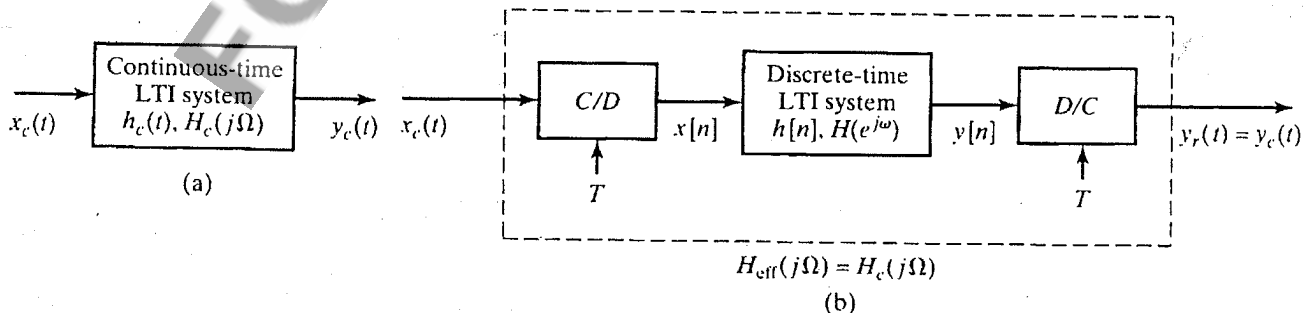 Continuous-time
LTI system
h_c(t), H_c(jΩ)
x_c(t)
y_c(t)
(a)
x_c(t)
C/D
T
x[n]
Discrete-time
LTI system
h[n], H(e^{jω})
y[n]
D/C
T
y_r(t) = y_c(t)
H_eff(jΩ) = H_c(jΩ)
(b)